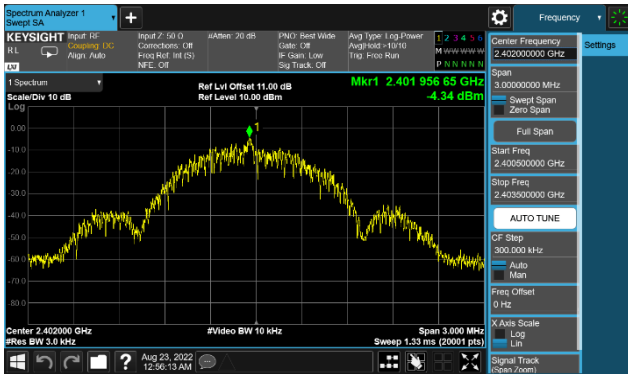 Spectrum Analyzer 1
Swept SA
+
Frequency
KEYSIGHT
RL
Input: RF
Coupling: DC
Align: Auto
Input Z: 50 Ω
Corrections: Off
Freq Ref: Int (S)
NFE: Off
#Atten: 20 dB
PNO: Best Wide
Gate: Off
IF Gain: Low
Sig Track: Off
Avg Type: Log-Power
Avg|Hold:>10/10
Trig: Free Run
1 2 3 4 5 6
M W W W W W
P N N N N N
LXI
1 Spectrum
Scale/Div 10 dB
Log
Ref Lvl Offset 11.00 dB
Ref Level 10.00 dBm
Mkr1 2.401 956 65 GHz
-4.34 dBm
1
0.00
-10.0
-20.0
-30.0
-40.0
-50.0
-60.0
-70.0
-80.0
Center 2.402000 GHz
#Res BW 3.0 kHz
#Video BW 10 kHz
Span 3.000 MHz
Sweep 1.33 ms (20001 pts)
Center Frequency
2.402000000 GHz
Settings
Span
3.00000000 MHz
Swept Span
Zero Span
Full Span
Start Freq
2.400500000 GHz
Stop Freq
2.403500000 GHz
AUTO TUNE
CF Step
300.000 kHz
Auto
Man
Freq Offset
0 Hz
X Axis Scale
Log
Lin
Signal Track
(Span Zoom)
?
Aug 23, 2022
12:56:13 AM